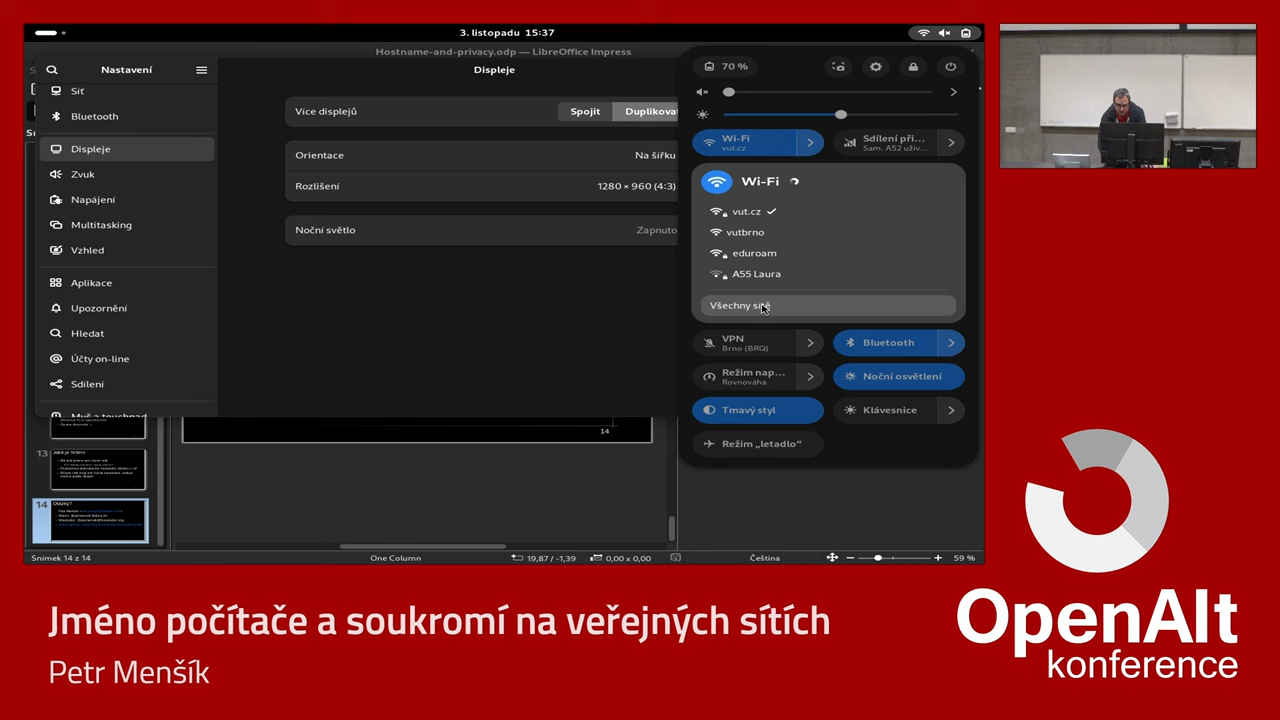 3. listopadu 15:37
Hostname-and-privacy.odp — LibreOffice Impress
Nastavení
Displeje
Síť
Bluetooth
Displeje
Zvuk
Napájení
Multitasking
Vzhled
Aplikace
Upozornění
Hledat
Účty on-line
Sdílení
Myš a touchpad
Více displejů
Spojit
Duplikovat
Orientace
Na šířku
Rozlišení
1280 × 960 (4:3)
Noční světlo
Zapnuto
70 %
Wi-Fi
vut.cz
Sdílení při…
Sam. A52 uživ…
Wi-Fi
vut.cz
vutbrno
eduroam
A55 Laura
Všechny sítě
VPN
Brno (BRQ)
Bluetooth
Režim nap…
Rovnováha
Noční osvětlení
Tmavý styl
Klávesnice
Režim „letadlo“
14
13
14
Otázky?
Snímek 14 z 14
One Column
19,87 / -1,39
0,00 x 0,00
Čeština
59 %
Jméno počítače a soukromí na veřejných sítích
Petr Menšík
OpenAlt
konference